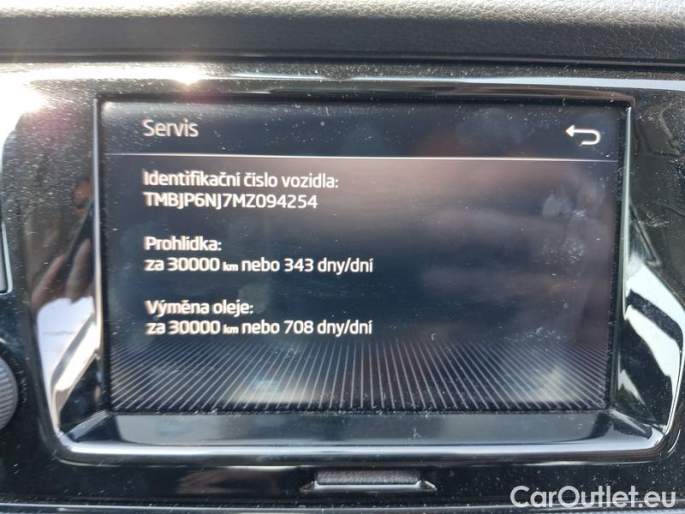 Servis
Identifikační číslo vozidla:
TMBJP6NJ7MZ094254
Prohlídka:
za 30000 km nebo 343 dny/dní
Výměna oleje:
za 30000 km nebo 708 dny/dní
CarOutlet.eu